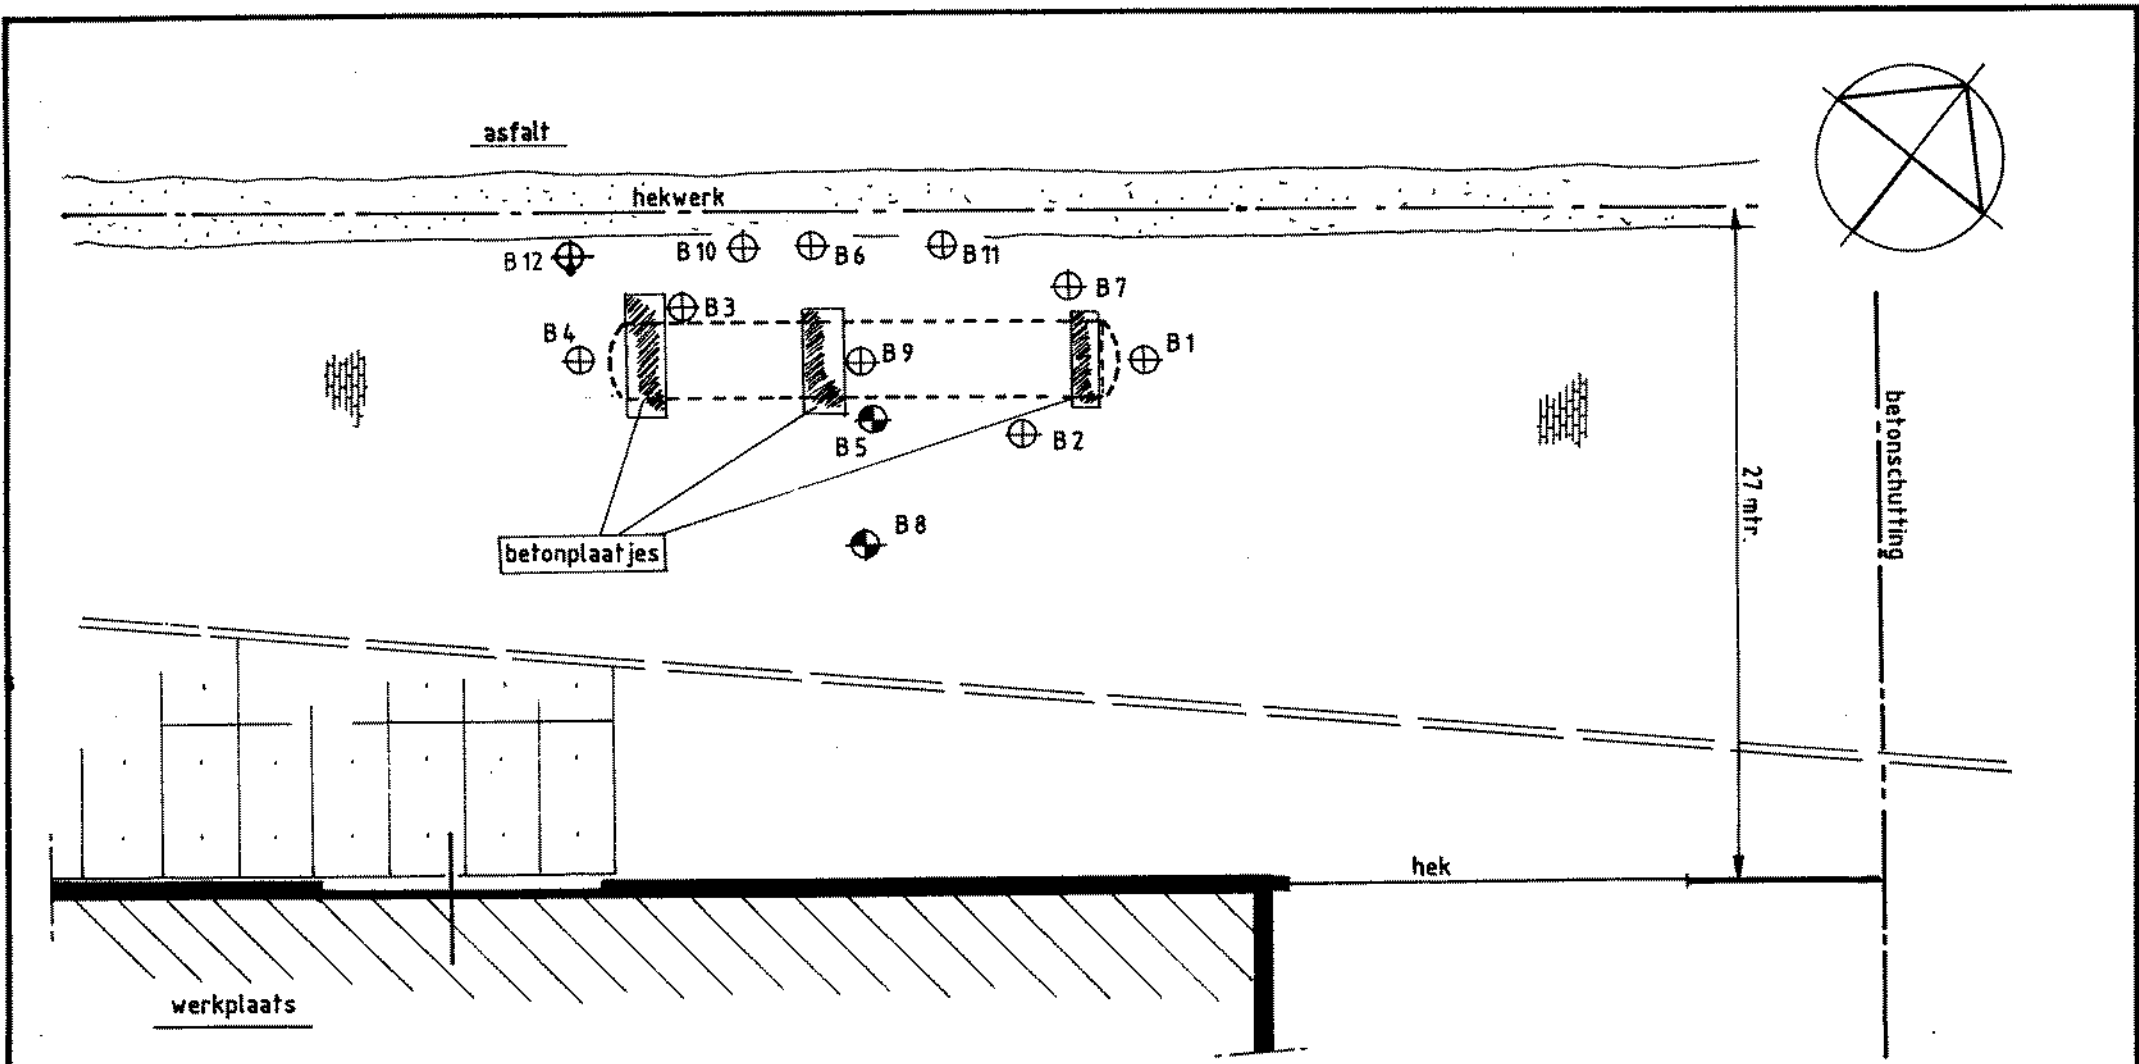 asfalt
hekwerk
B 12
B 10
B 6
B 11
B 7
B 3
B 4
B 9
B 1
B 5
B 2
B 8
betonplaatjes
27 mtr.
betonschutting
hek
werkplaats